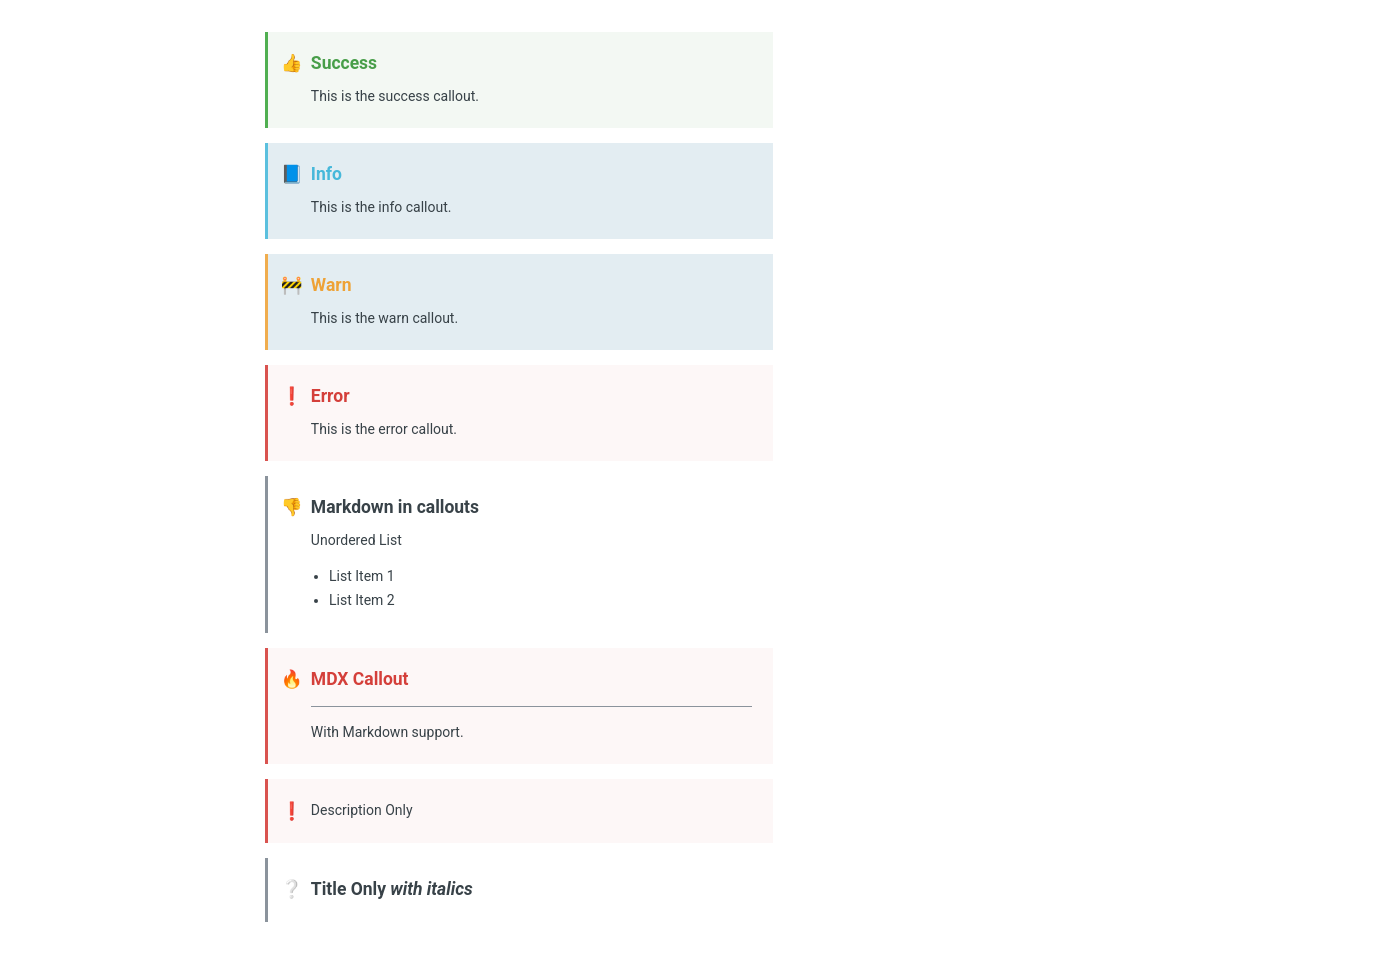 👍 Success
This is the success callout.
📘 Info
This is the info callout.
🚧 Warn
This is the warn callout.
❗ Error
This is the error callout.
👎 Markdown in callouts
Unordered List
• List Item 1
• List Item 2
🔥 MDX Callout
With Markdown support.
❗ Description Only
❔ Title Only with italics